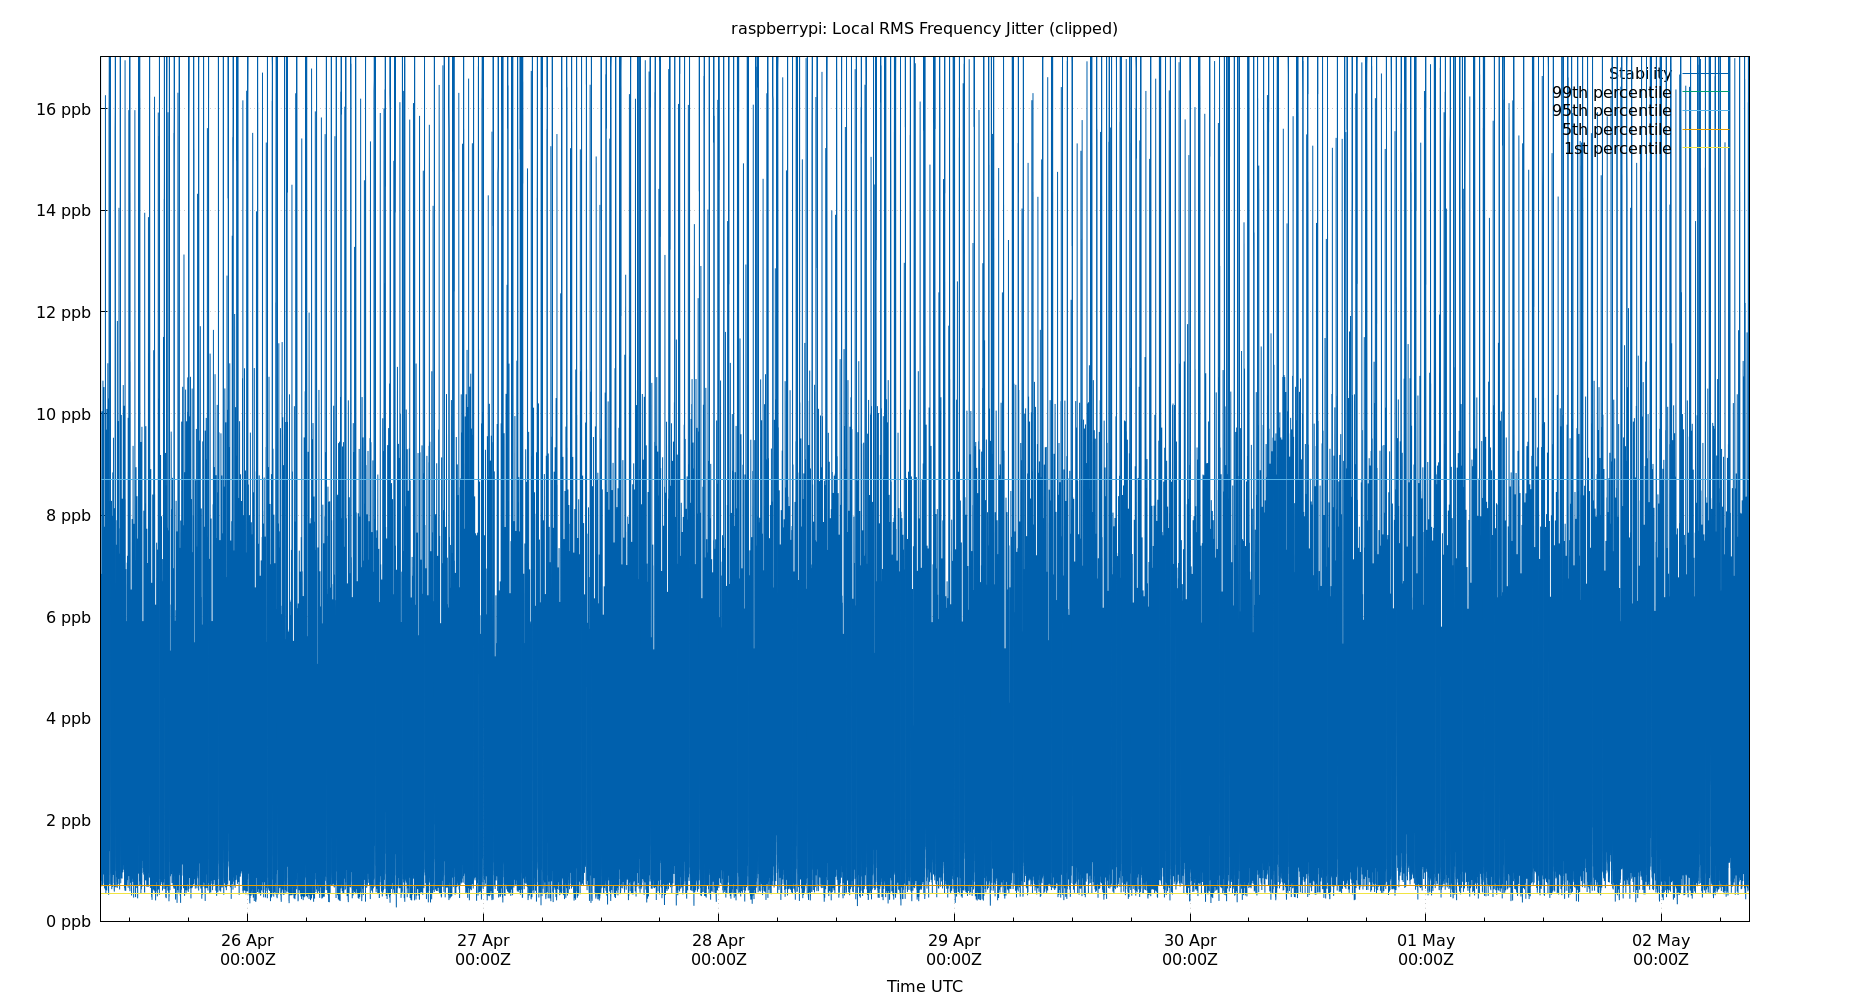 raspberrypi: Local RMS Frequency Jitter (clipped)
Stability
99th percentile
95th percentile
5th percentile
1st percentile
16 ppb
14 ppb
12 ppb
10 ppb
8 ppb
6 ppb
4 ppb
2 ppb
0 ppb
26 Apr 27 Apr 28 Apr 29 Apr 30 Apr 01 May 02 May
00:00Z 00:00Z 00:00Z 00:00Z 00:00Z 00:00Z 00:00Z
Time UTC